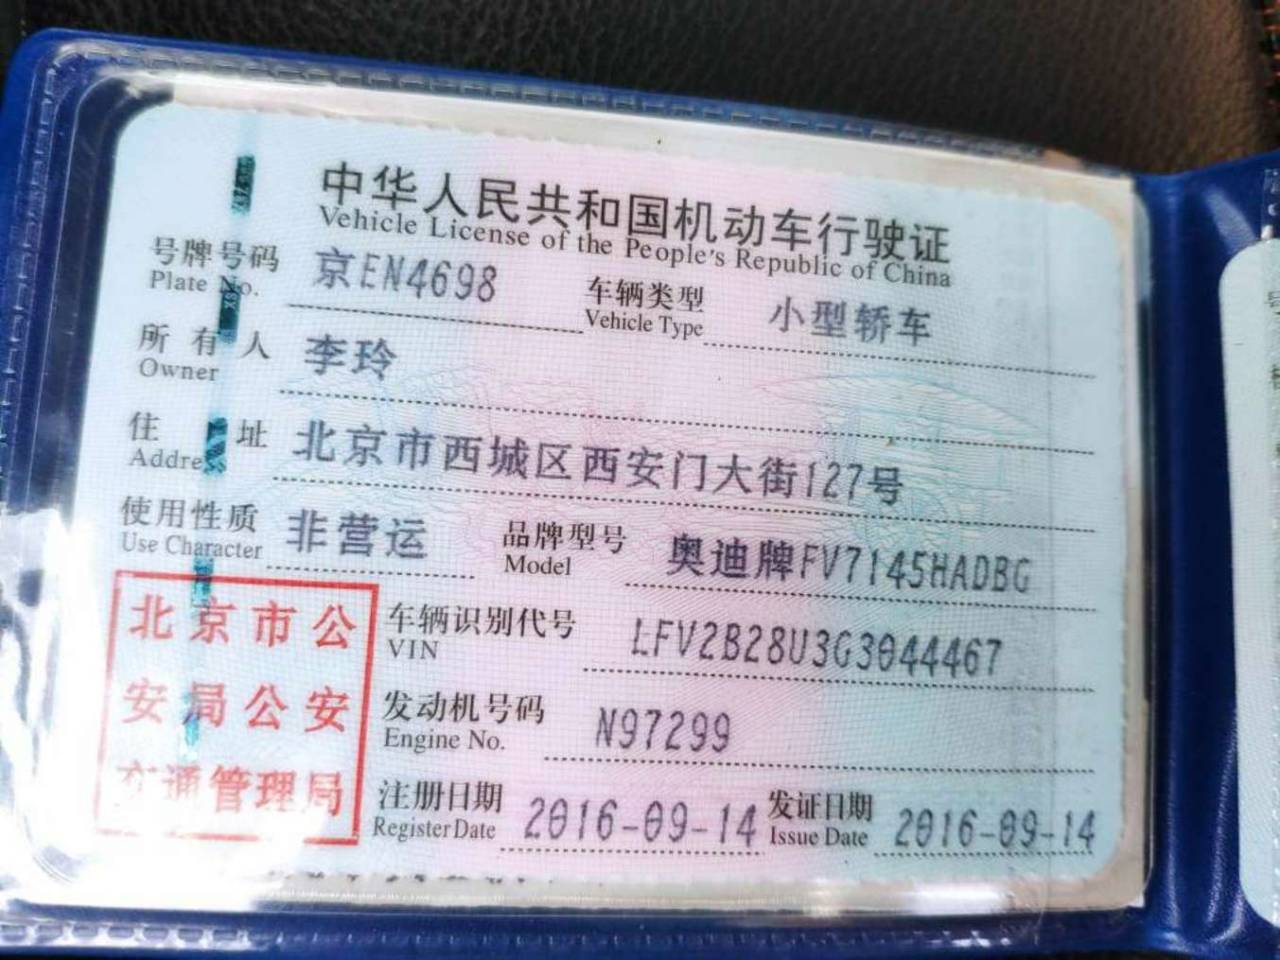 中华人民共和国机动车行驶证
Vehicle License of the People's Republic of China
号牌号码 京EN4698 车辆类型 小型轿车
Plate No. Vehicle Type
所有人 李玲
Owner
住址 北京市西城区西安门大街127号
Address
使用性质 非营运 品牌型号 奥迪牌FV7145HADBG
Use Character Model
车辆识别代号 LFV2B28U3G3044467
VIN
发动机号码 N97299
Engine No.
注册日期 2016-09-14 发证日期 2016-09-14
Register Date Issue Date
北京市公
安局公安
交通管理局